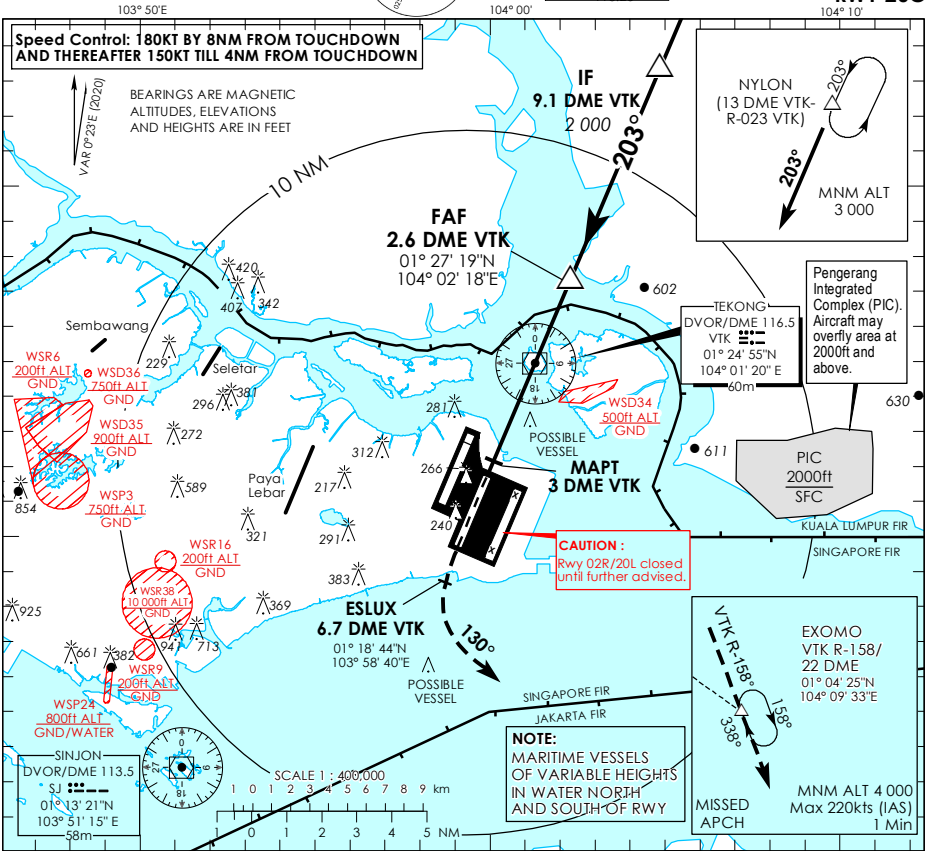 RWY 20C
103° 50'E
104° 00'
104° 10'
Speed Control: 180KT BY 8NM FROM TOUCHDOWN
AND THEREAFTER 150KT TILL 4NM FROM TOUCHDOWN
VAR 0°23'E (2020)
BEARINGS ARE MAGNETIC
ALTITUDES, ELEVATIONS
AND HEIGHTS ARE IN FEET
10 NM
IF
9.1 DME VTK
2 000
203°
NYLON
(13 DME VTK-
R-023 VTK)
203°
203°
MNM ALT
3 000
FAF
2.6 DME VTK
01° 27' 19"N
104° 02' 18"E
420
407
342
602
Pengerang
Integrated
Complex (PIC).
Aircraft may
overfly area at
2000ft and
above.
TEKONG
DVOR/DME 116.5
VTK
01° 24' 55"N
104° 01' 20" E
60m
0
9
18
27
Sembawang
229
Seletar
WSR6
200ft ALT
GND
WSD36
750ft ALT
GND
WSD35
900ft ALT
GND
WSP3
750ft ALT
GND
854
296
381
272
589
281
312
217
266
240
Paya
Lebar
321
291
383
369
WSD34
500ft ALT
GND
POSSIBLE
VESSEL
MAPT
3 DME VTK
x
x
630
611
PIC
2000ft
SFC
KUALA LUMPUR FIR
SINGAPORE FIR
CAUTION :
Rwy 02R/20L closed
until further advised.
WSR16
200ft ALT
GND
WSR38
10 000ft ALT
GND
925
661
382
941
713
WSR9
200ft ALT
GND
WSP24
800ft ALT
GND/WATER
ESLUX
6.7 DME VTK
01° 18' 44"N
103° 58' 40"E
130°
POSSIBLE
VESSEL
SINGAPORE FIR
JAKARTA FIR
VTK R-158°
EXOMO
VTK R-158/
22 DME
01° 04' 25"N
104° 09' 33"E
158°
338°
MISSED
APCH
MNM ALT 4 000
Max 220kts (IAS)
1 Min
NOTE:
MARITIME VESSELS
OF VARIABLE HEIGHTS
IN WATER NORTH
AND SOUTH OF RWY
SINJON
DVOR/DME 113.5
SJ
01° 13' 21"N
103° 51' 15" E
58m
0
9
18
27
SCALE 1 : 400,000
1 0 1 2 3 4 5 6 7 8 9 km
1 0 1 2 3 4 5 NM